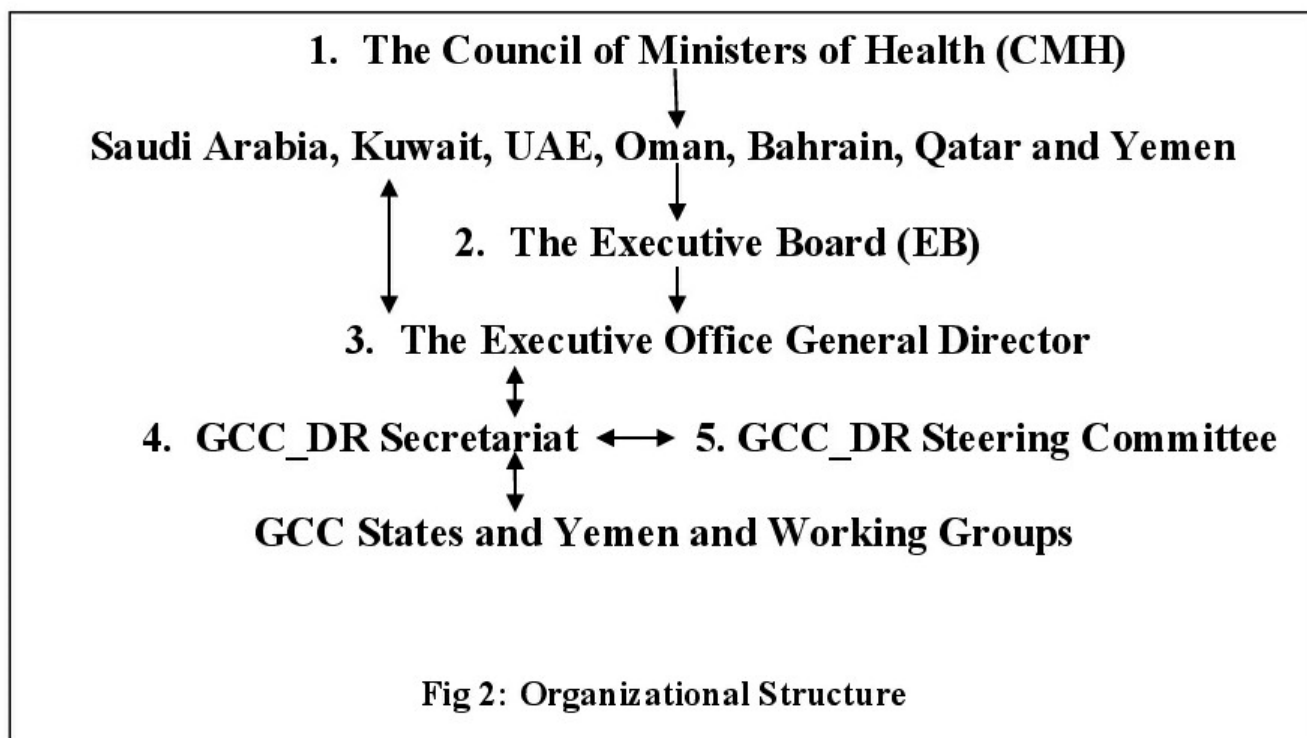 1. The Council of Ministers of Health (CMH)
Saudi Arabia, Kuwait, UAE, Oman, Bahrain, Qatar and Yemen
2. The Executive Board (EB)
3. The Executive Office General Director
4. GCC_DR Secretariat 5. GCC_DR Steering Committee
GCC States and Yemen and Working Groups
Fig 2: Organizational Structure